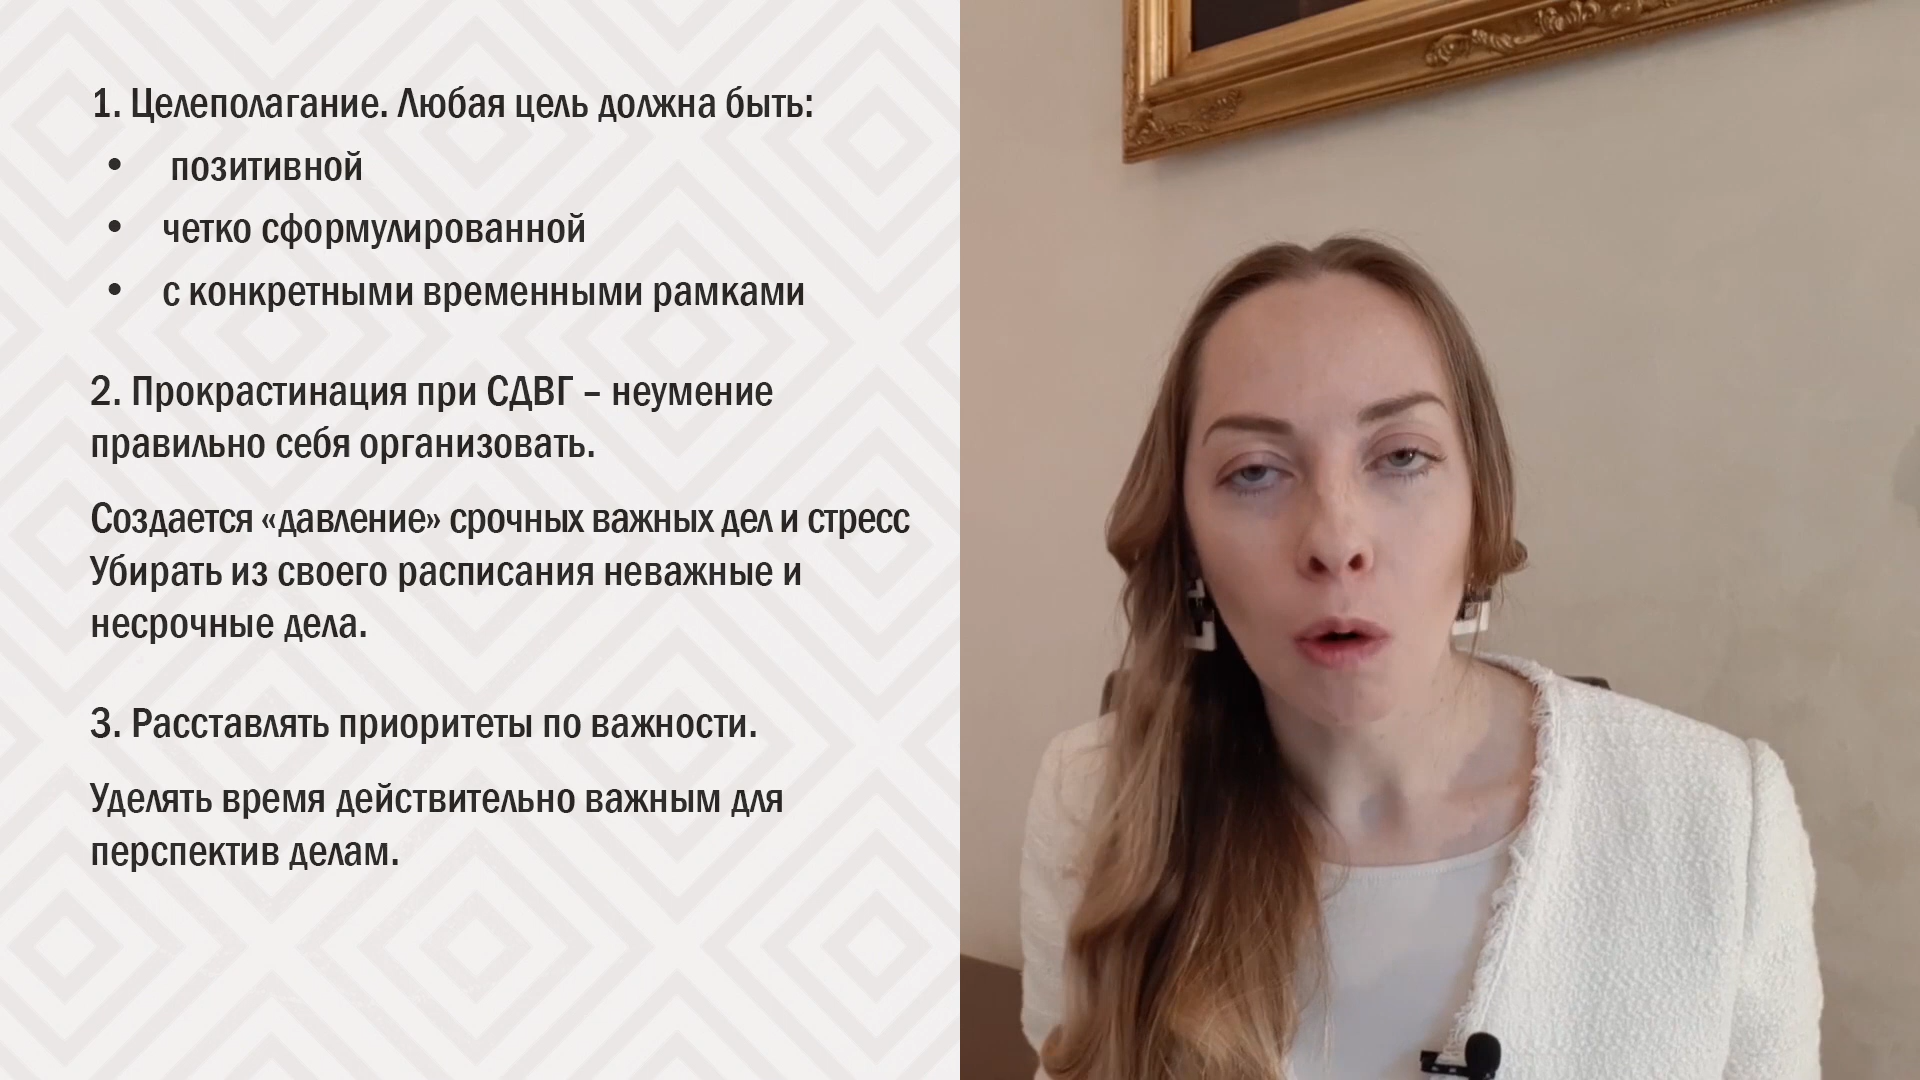 1. Целеполагание. Любая цель должна быть:
• позитивной
• четко сформулированной
• с конкретными временными рамками
2. Прокрастинация при СДВГ – неумение
правильно себя организовать.
Создается «давление» срочных важных дел и стресс
Убирать из своего расписания неважные и
несрочные дела.
3. Расставлять приоритеты по важности.
Уделять время действительно важным для
перспектив делам.